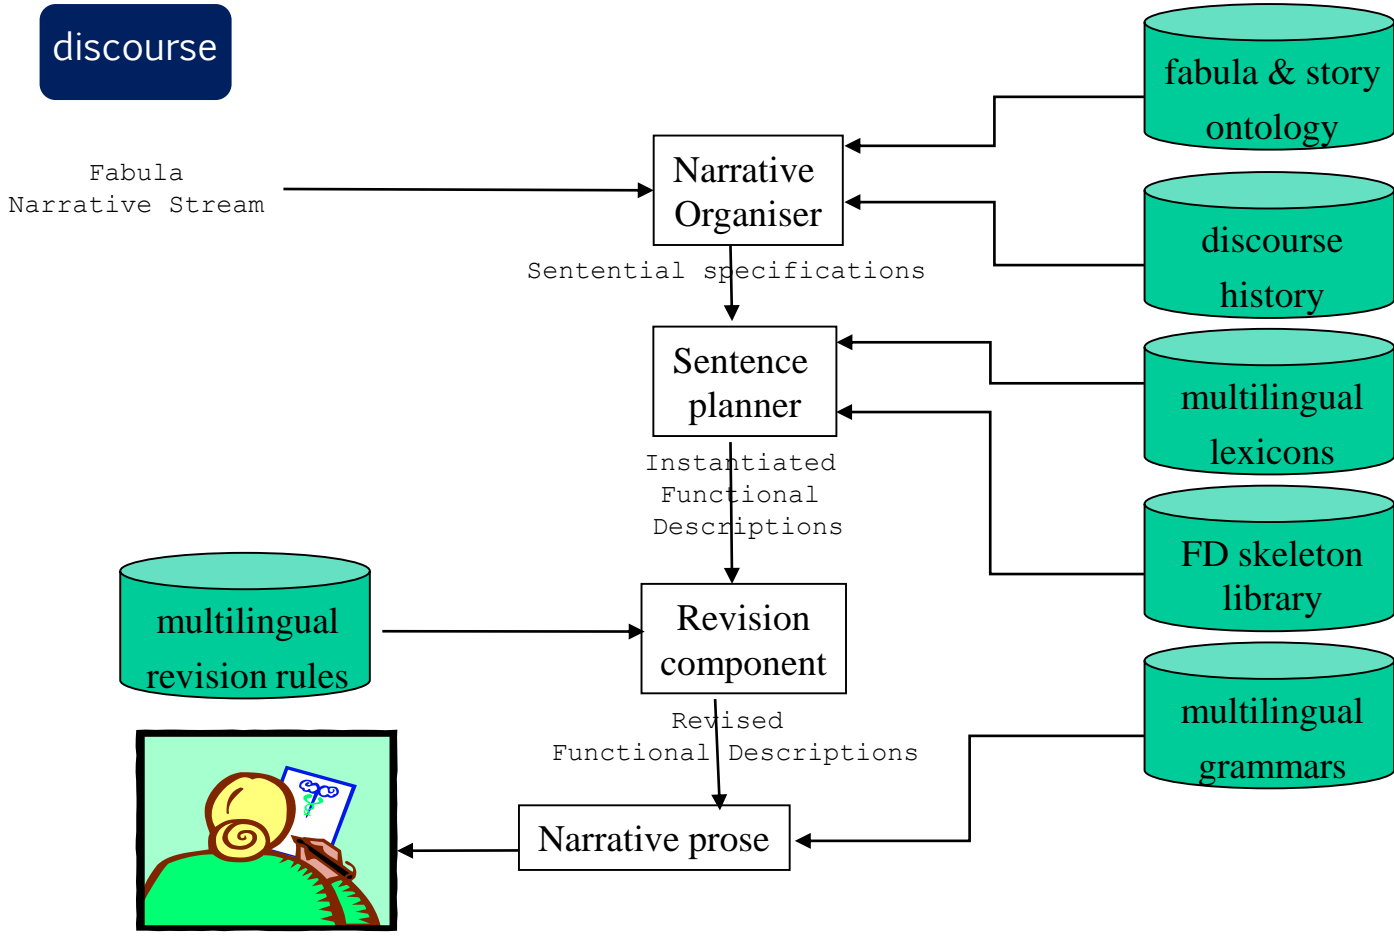 discourse
fabula & story
ontology
Fabula
Narrative Stream
Narrative
Organiser
discourse
history
Sentential specifications
Sentence
planner
multilingual
lexicons
Instantiated
Functional
Descriptions
FD skeleton
library
multilingual
revision rules
Revision
component
multilingual
grammars
Revised
Functional Descriptions
Narrative prose